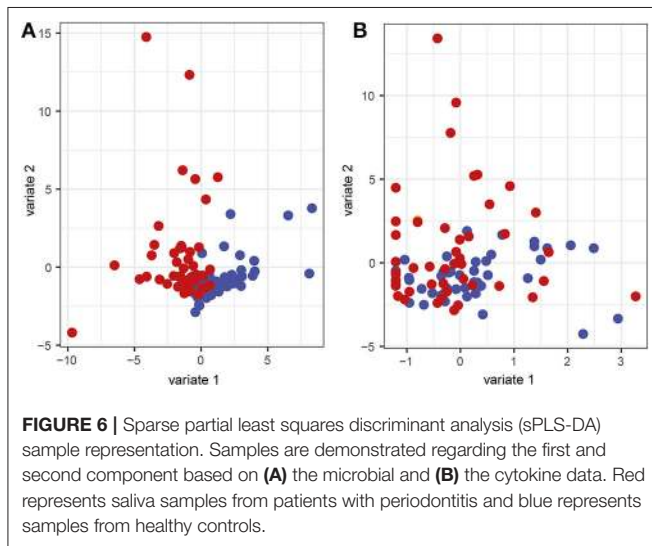 A
B
15
10
5
0
−5
variate 2
−10
−5
0
5
variate 1
10
5
0
−5
variate 2
−1
0
1
2
3
variate 1
FIGURE 6 | Sparse partial least squares discriminant analysis (sPLS-DA)
sample representation. Samples are demonstrated regarding the first and
second component based on (A) the microbial and (B) the cytokine data. Red
represents saliva samples from patients with periodontitis and blue represents
samples from healthy controls.